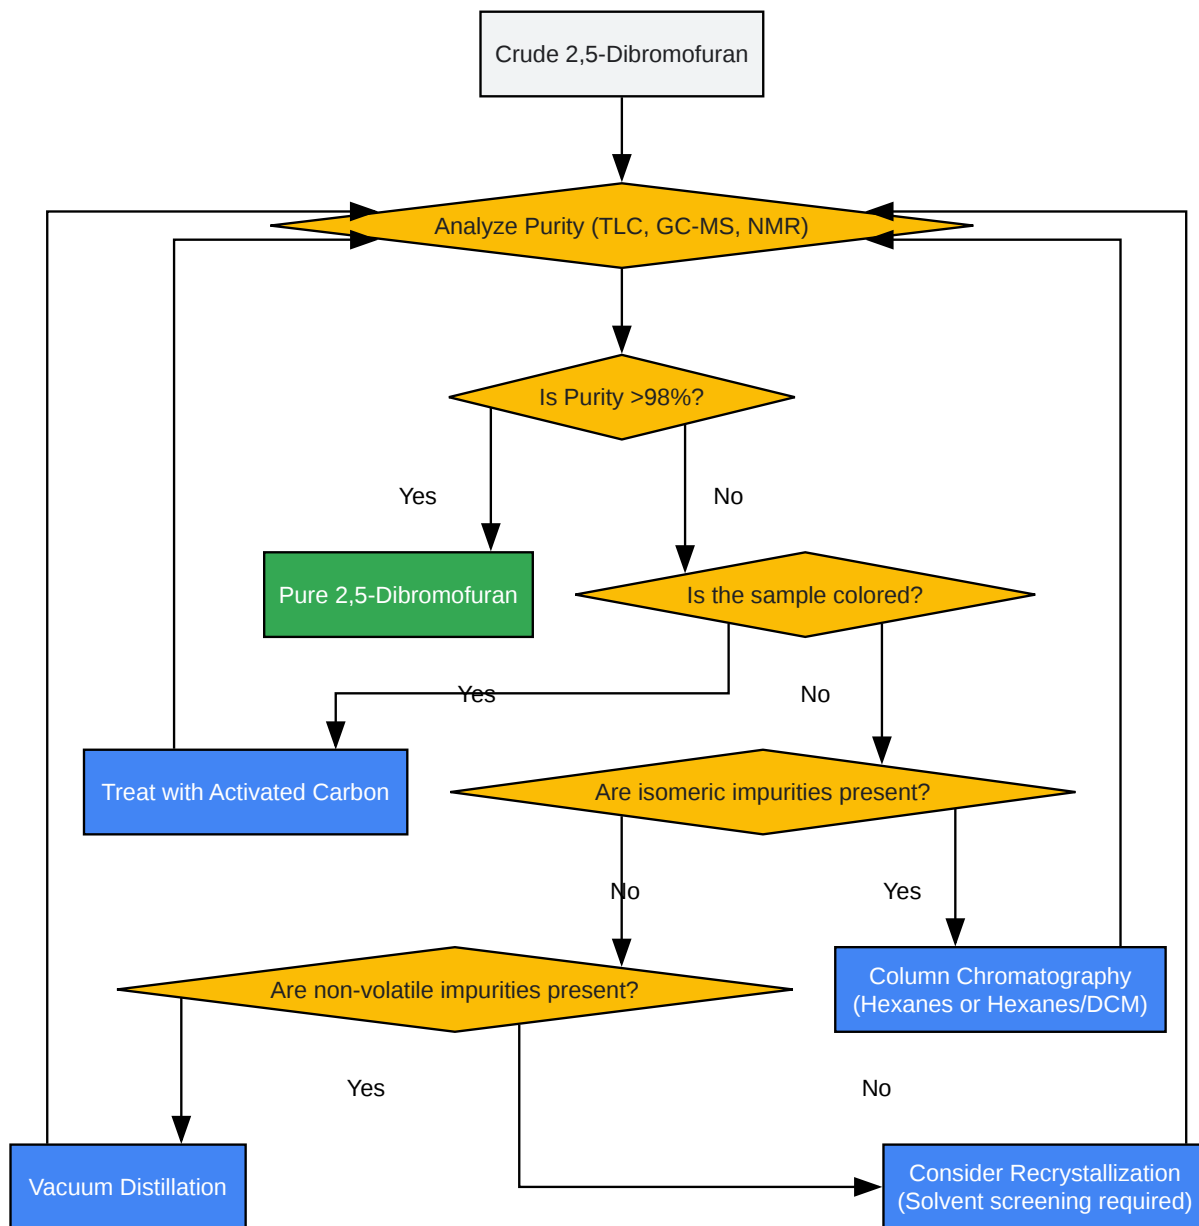 Crude 2,5-Dibromofuran
Analyze Purity (TLC, GC-MS, NMR)
Is Purity >98%?
Yes
No
Pure 2,5-Dibromofuran
Is the sample colored?
Yes
No
Treat with Activated Carbon
Are isomeric impurities present?
No
Yes
Column Chromatography
(Hexanes or Hexanes/DCM)
Are non-volatile impurities present?
Yes
No
Vacuum Distillation
Consider Recrystallization
(Solvent screening required)